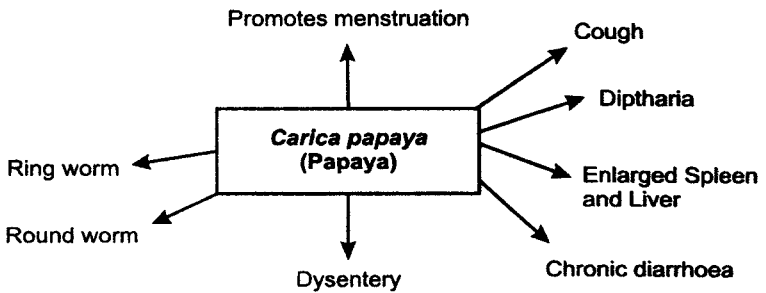 Promotes menstruation
Cough
Diptharia
Carica papaya
(Papaya)
Ring worm
Enlarged Spleen
and Liver
Round worm
Chronic diarrhoea
Dysentery